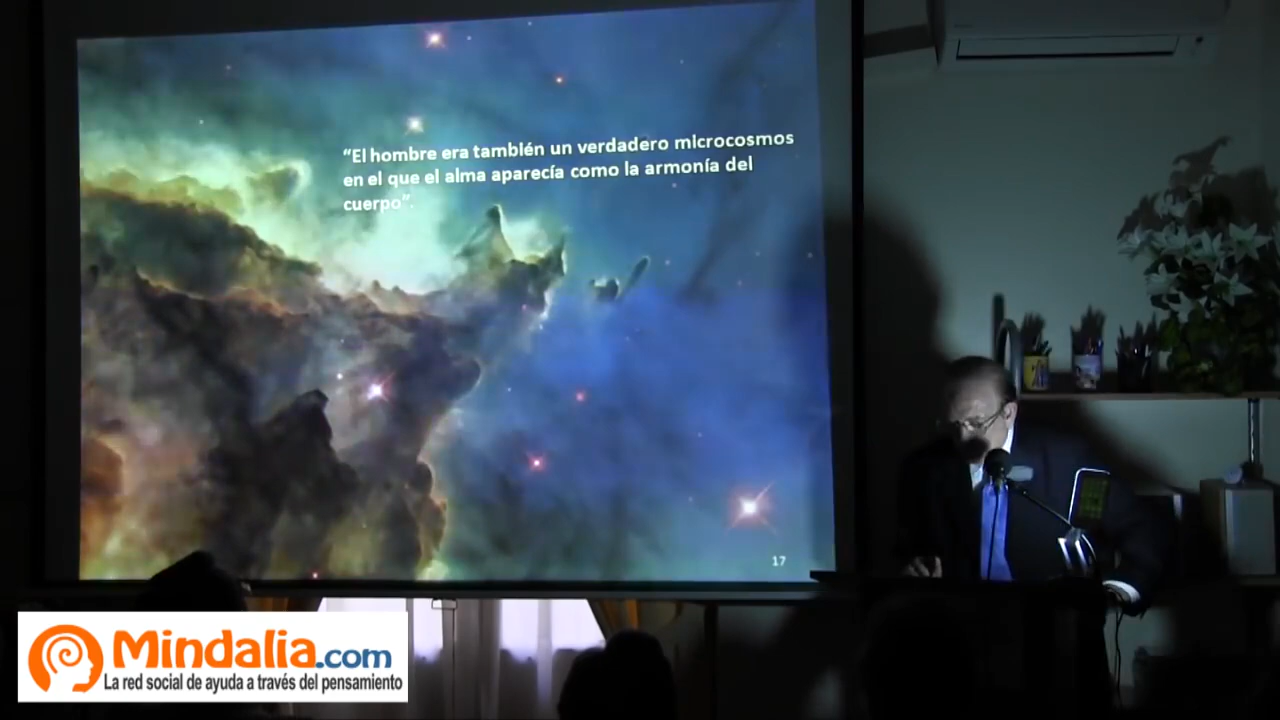 “El hombre era también un verdadero microcosmos
en el que el alma aparecía como la armonía del
cuerpo”.
17
Mindalia.com
La red social de ayuda a través del pensamiento